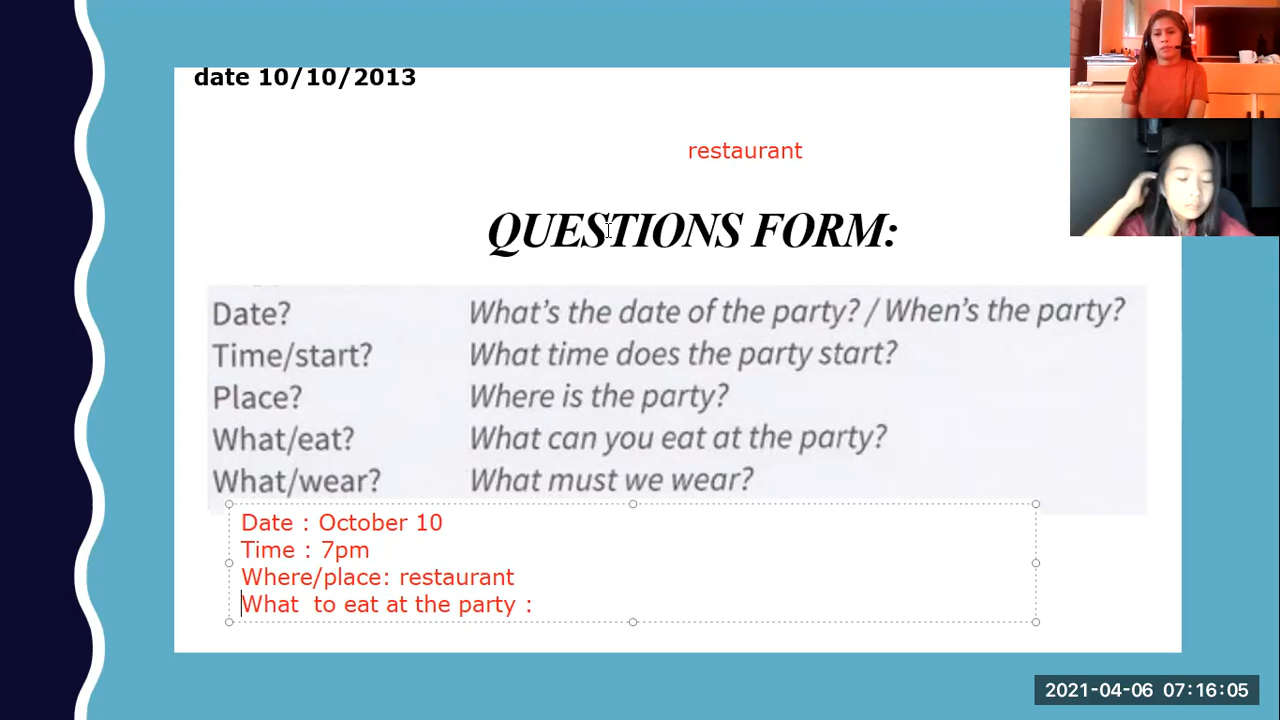 date 10/10/2013
restaurant
QUESTIONS FORM:
Date? What's the date of the party? / When's the party?
Time/start? What time does the party start?
Place? Where is the party?
What/eat? What can you eat at the party?
What/wear? What must we wear?
Date : October 10
Time : 7pm
Where/place: restaurant
What  to eat at the party :
2021-04-06 07:16:05